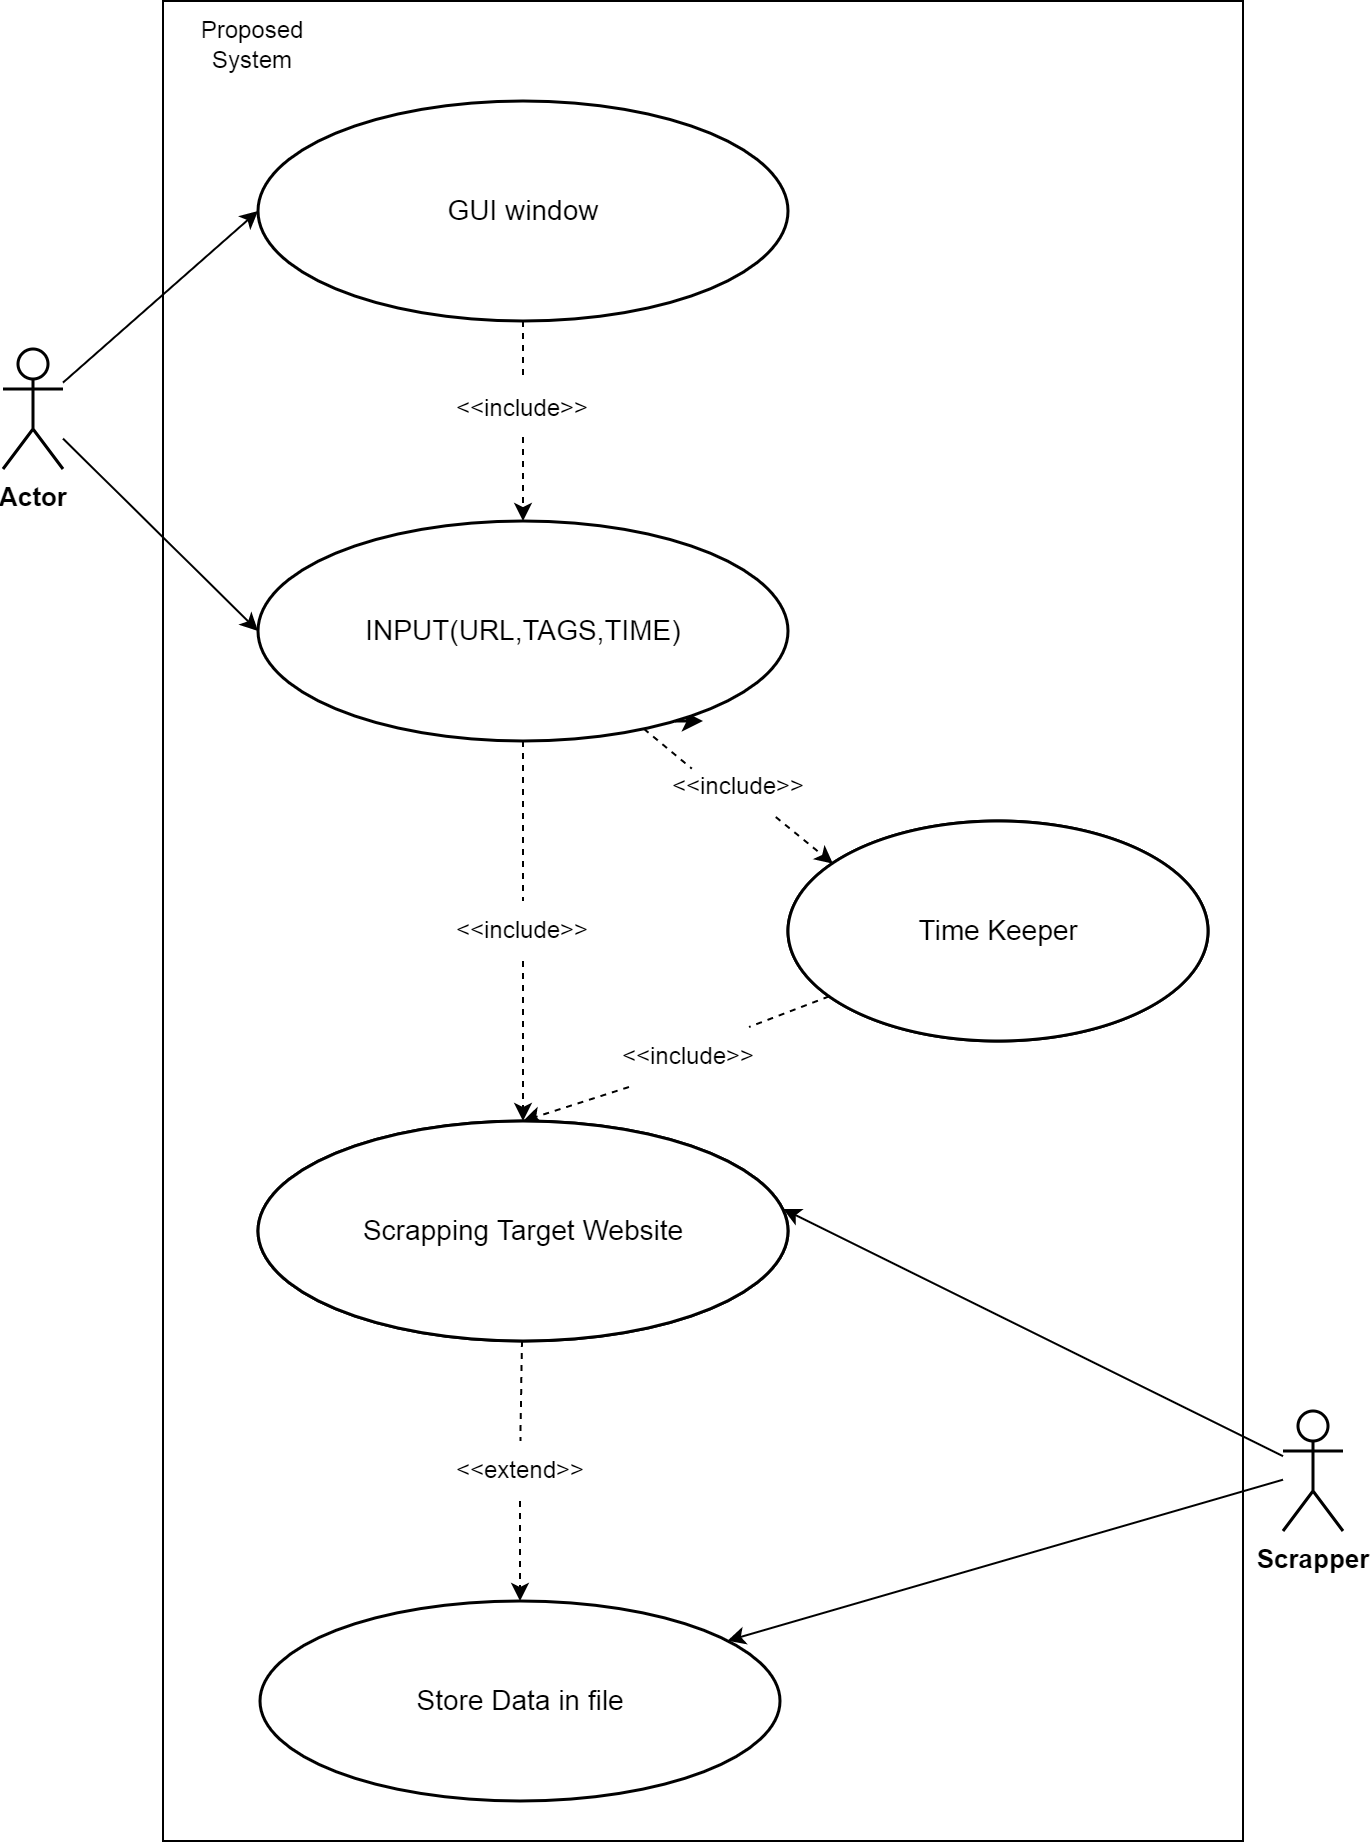 Proposed
System
GUI window
<<include>>
Actor
INPUT(URL,TAGS,TIME)
<<include>>
Time Keeper
<<include>>
<<include>>
Scrapping Target Website
<<extend>>
Scrapper
Store Data in file